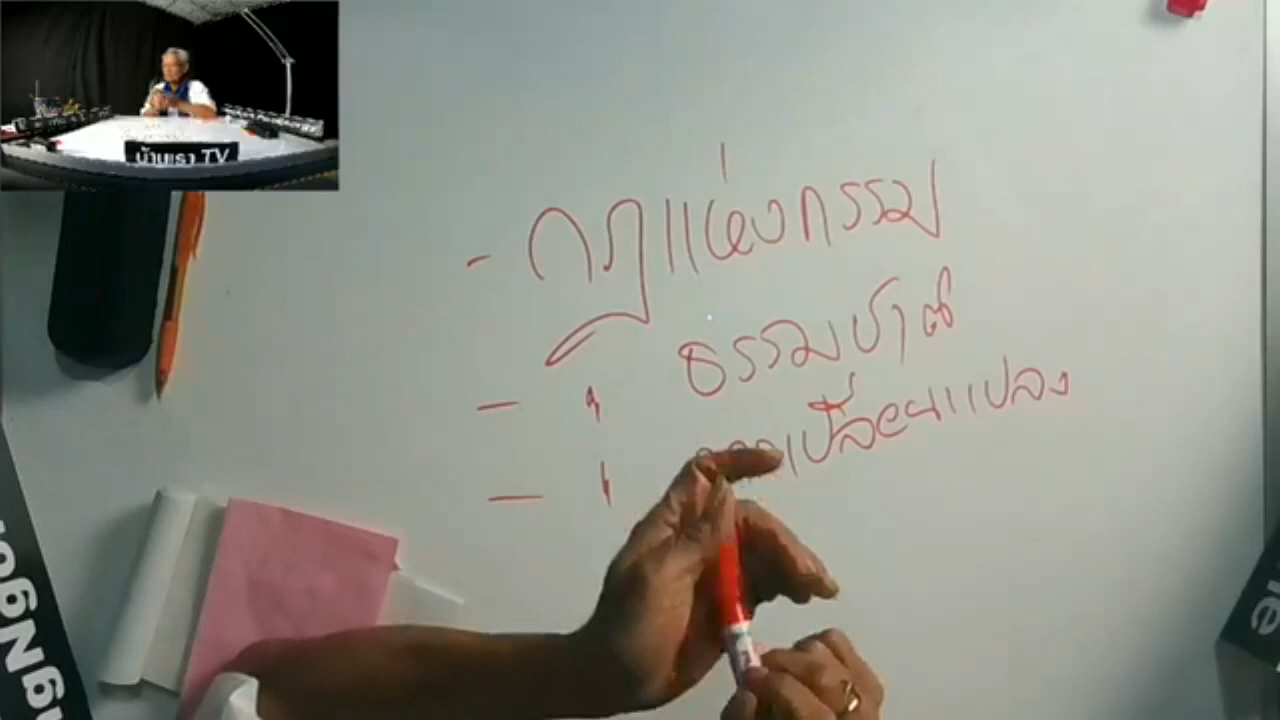 บ้านเรา TV
- กฎแห่งกรรม
- " ธรรมชาติ
- " เปลี่ยนแปลง